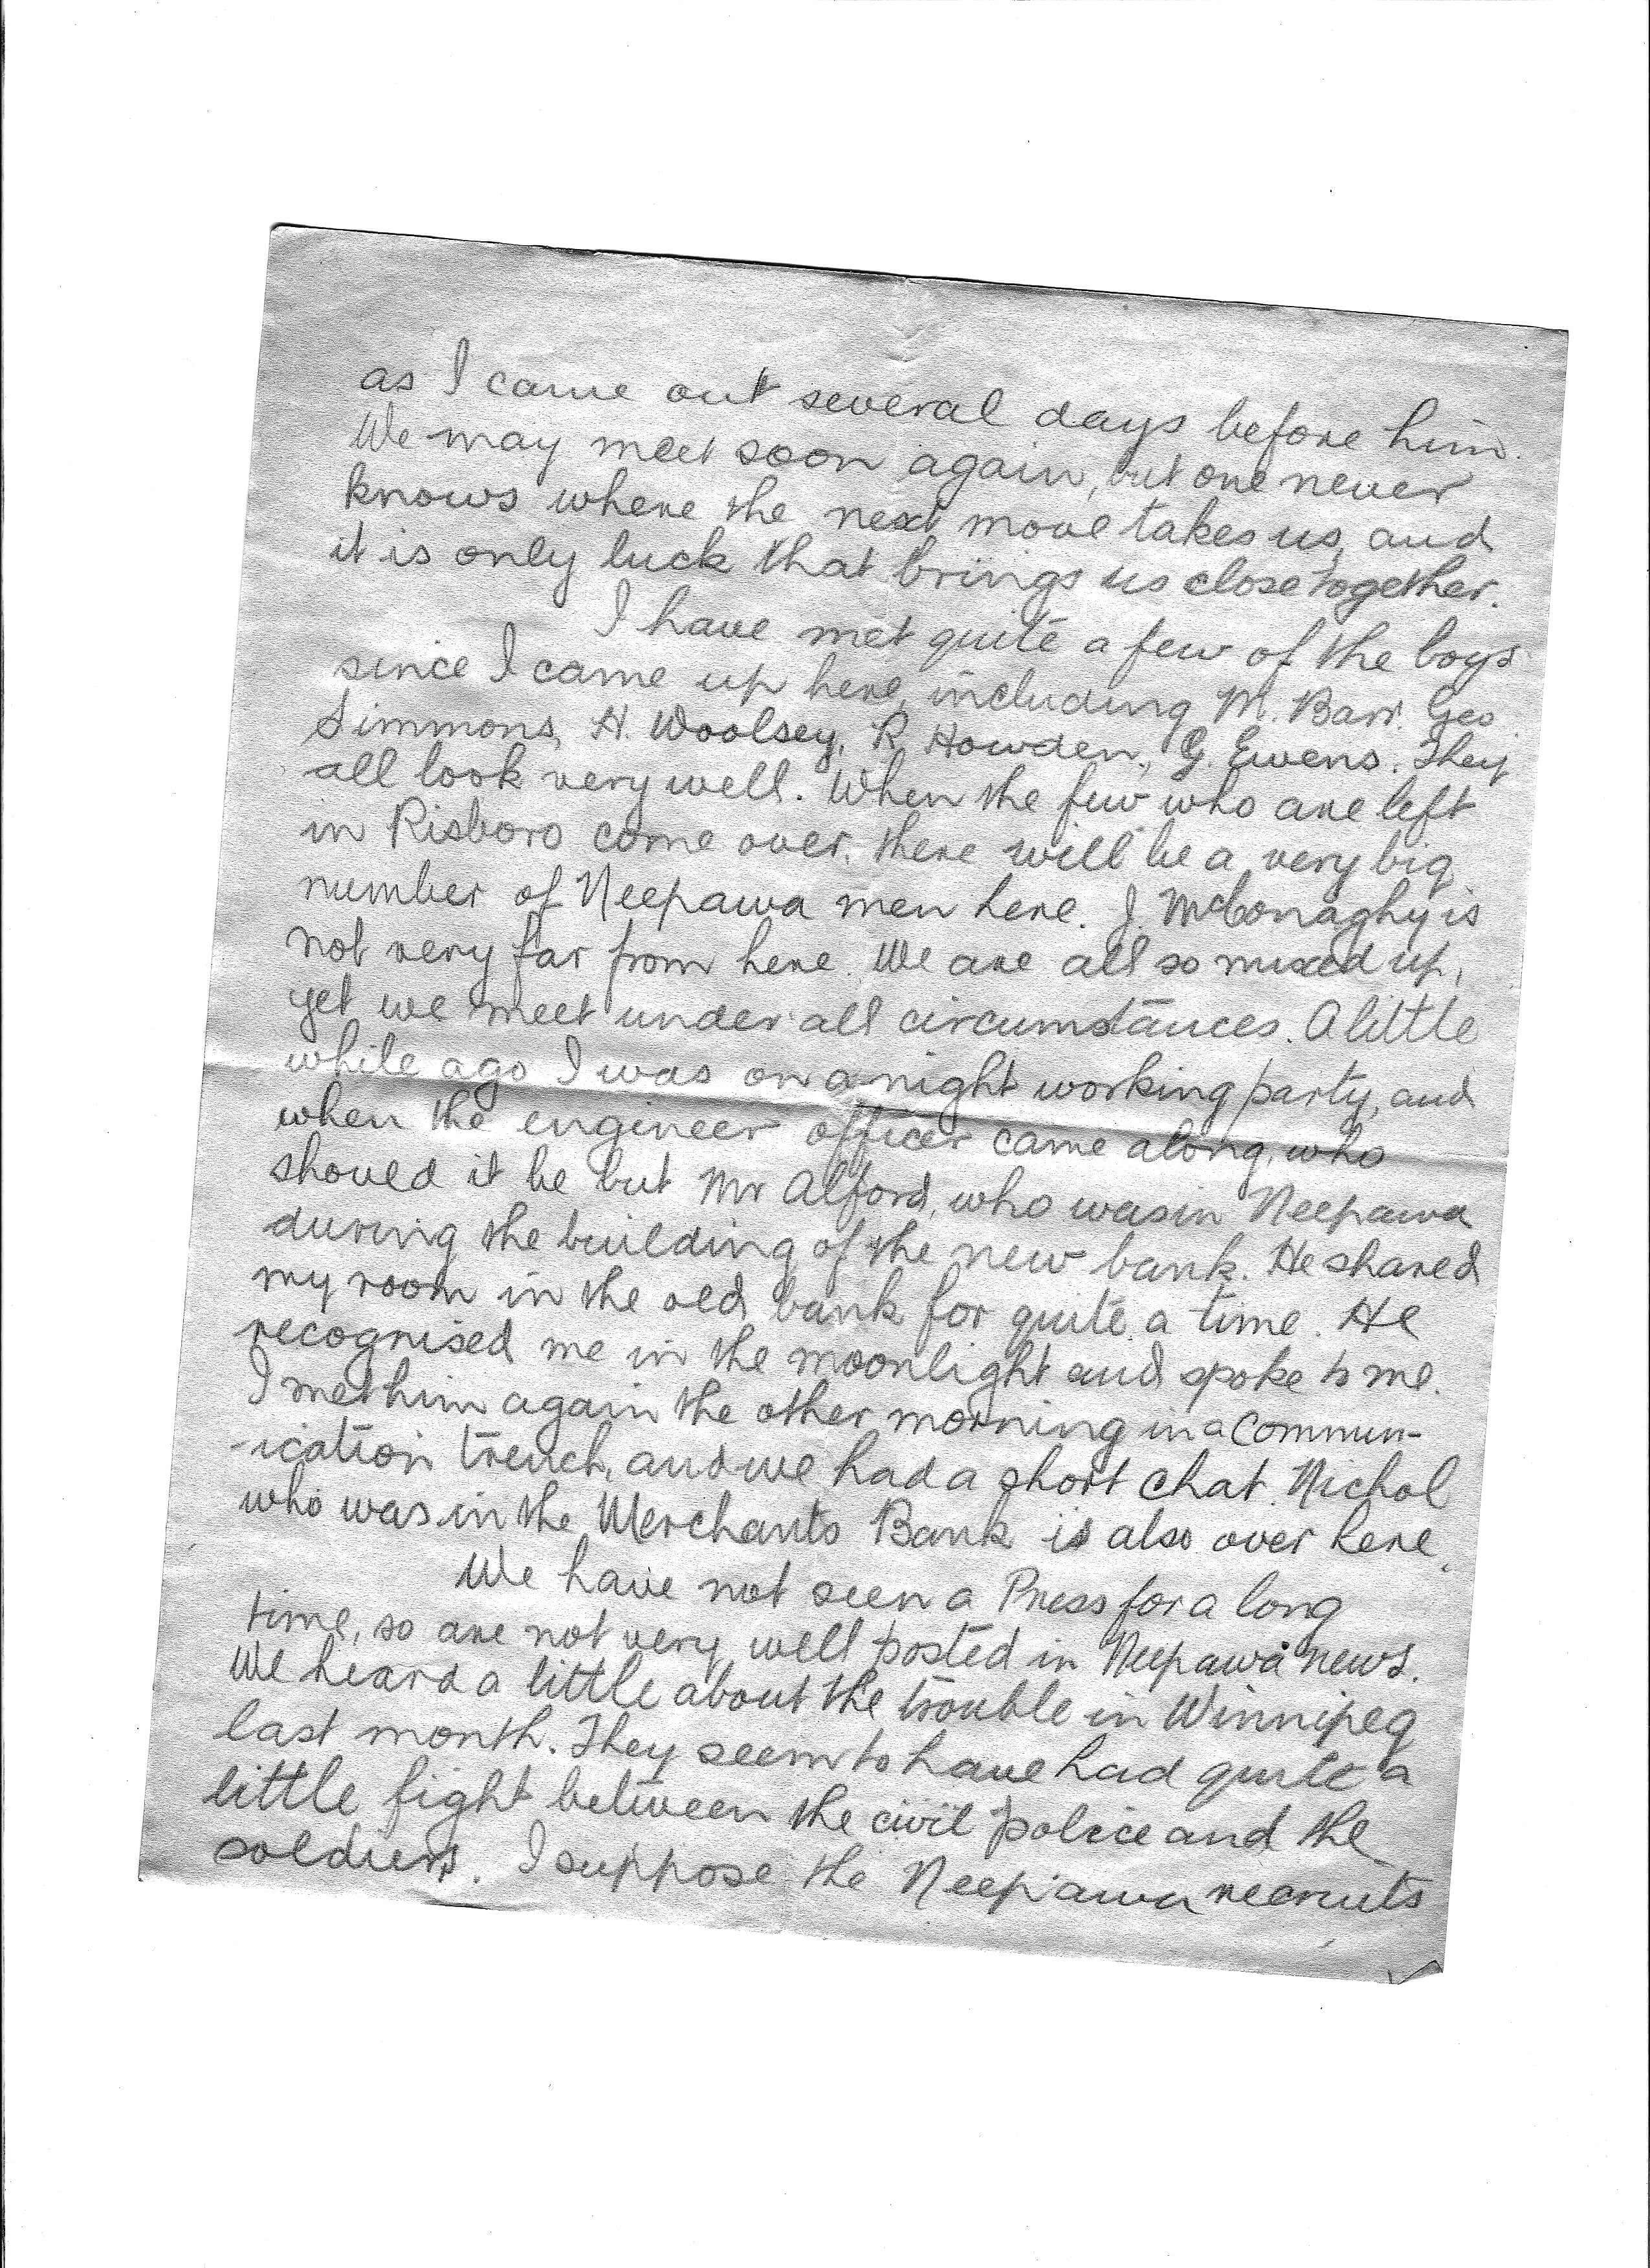 as I came out several days before him.
We may meet soon again, but one never
knows where the next move takes us, and
it is only luck that brings us close together.
I have met quite a few of the boys
since I came up here, including M. Barr. Geo
Simmons, H. Woolsey, R. Howden, G. Ewens. They
all look very well. When the few who are left
in Risboro come over, there will be a very big
number of Neepawa men here. J. McConaghy is
not very far from here. We are all so mixed up,
yet we meet under all circumstances. A little
while ago I was on a night working party, and
when the engineer officer came along, who
should it be but Mr Alford, who was in Neepawa
during the building of the new bank. He shared
my room in the old bank for quite a time. He
recognised me in the moonlight and spoke to me.
I met him again the other morning in a commun-
-ication trench, and we had a short chat. Nichol
who was in the Merchants Bank is also over here.
We have not seen a Press for a long
time, so are not very well posted in Neepawa news.
We heard a little about the trouble in Winnipeg
last month. They seem to have had quite a
little fight between the civil police and the
soldiers. I suppose the Neepawa recruits